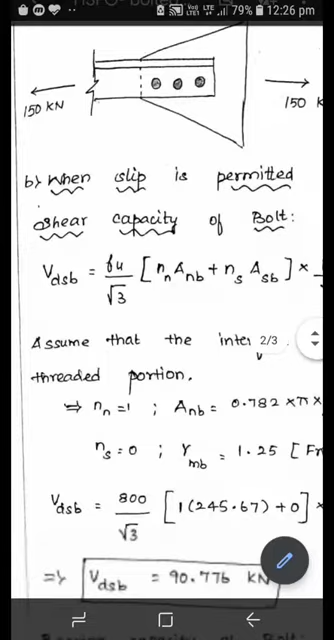 79% 12:26 pm
150 KN
150 K
b) When slip is permitted
Shear capacity of Bolt:
Vdsb = fu/√3 [nn Anb + ns Asb] ×
Assume that the inte 2/3
threaded portion.
⇒ nn = 1 ; Anb = 0.782 × π ×
ns = 0 ; γmb = 1.25 [Fr
Vdsb = 800/√3 [1(245.67) + 0] ×
⇒ Vdsb = 90.776 KN